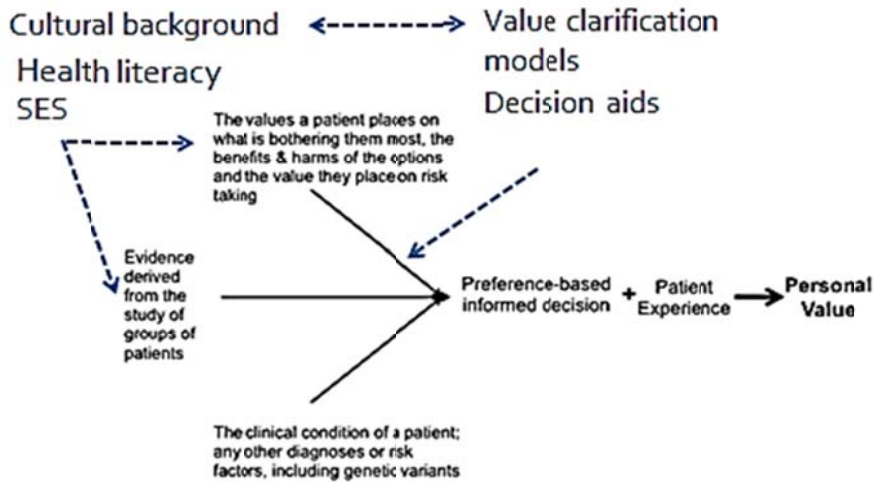 Cultural background
Health literacy
SES
Value clarification
models
Decision aids
The values a patient places on
what is bothering them most, the
benefits & harms of the options
and the value they place on risk
taking
Evidence
derived
from the
study of
groups of
patients
Preference-based
informed decision
+
Patient
Experience
Personal
Value
The clinical condition of a patient;
any other diagnoses or risk
factors, including genetic variants